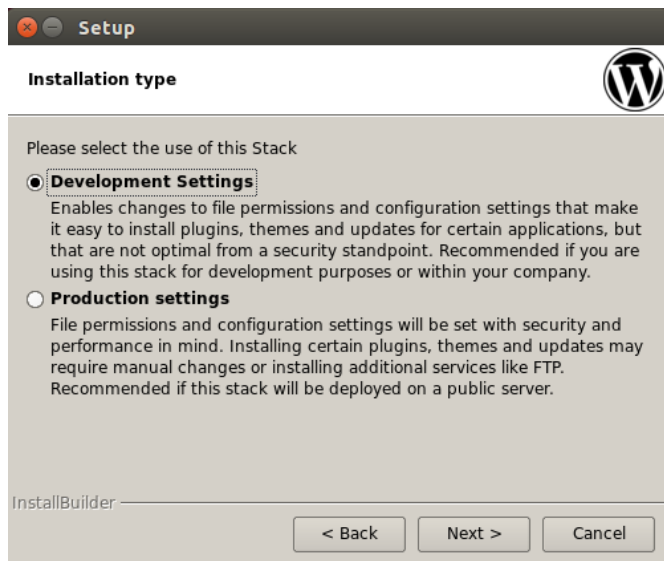 Setup
Installation type
Please select the use of this Stack
Development Settings
Enables changes to file permissions and configuration settings that make
it easy to install plugins, themes and updates for certain applications, but
that are not optimal from a security standpoint. Recommended if you are
using this stack for development purposes or within your company.
Production settings
File permissions and configuration settings will be set with security and
performance in mind. Installing certain plugins, themes and updates may
require manual changes or installing additional services like FTP.
Recommended if this stack will be deployed on a public server.
InstallBuilder
< Back Next > Cancel